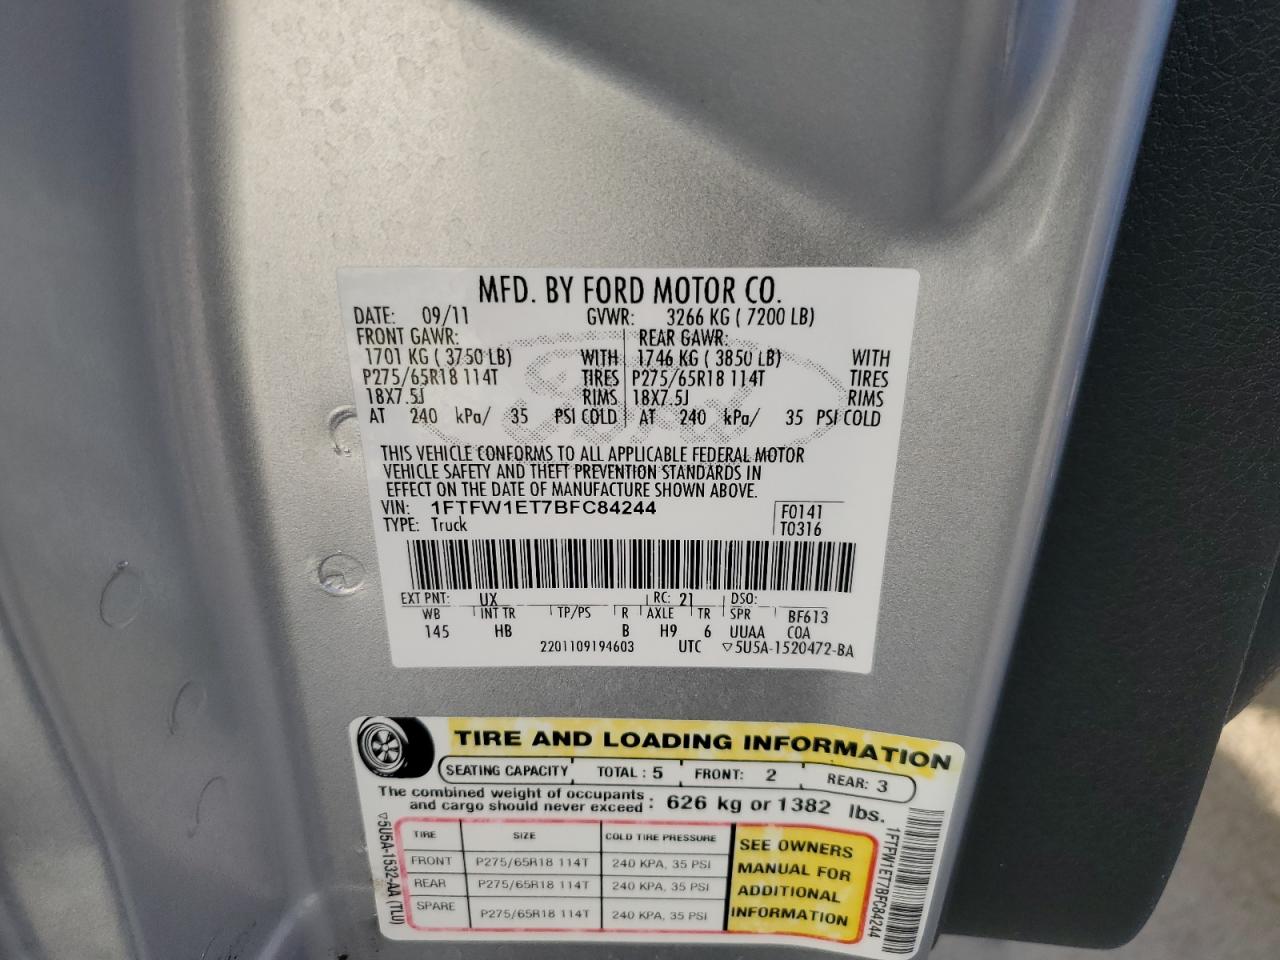 MFD. BY FORD MOTOR CO.
DATE: 09/11 GVWR: 3266 KG ( 7200 LB)
FRONT GAWR: REAR GAWR:
1701 KG ( 3750 LB) WITH 1746 KG ( 3850 LB) WITH
P275/65R18 114T TIRES P275/65R18 114T TIRES
18X7.5J RIMS 18X7.5J RIMS
AT 240 kPa/ 35 PSI COLD AT 240 kPa/ 35 PSI COLD
THIS VEHICLE CONFORMS TO ALL APPLICABLE FEDERAL MOTOR
VEHICLE SAFETY AND THEFT PREVENTION STANDARDS IN
EFFECT ON THE DATE OF MANUFACTURE SHOWN ABOVE.
VIN: 1FTFW1ET7BFC84244 F0141
TYPE: Truck T0316
EXT PNT: UX RC: 21 DSO:
WB INT TR TP/PS R AXLE TR SPR BF613
145 HB B H9 6 UUAA COA
2201109194603 UTC ▽5U5A-1520472-BA
TIRE AND LOADING INFORMATION
SEATING CAPACITY TOTAL : 5 FRONT: 2 REAR: 3
The combined weight of occupants
and cargo should never exceed : 626 kg or 1382 lbs.
TIRE SIZE COLD TIRE PRESSURE
FRONT P275/65R18 114T 240 KPA, 35 PSI
REAR P275/65R18 114T 240 KPA, 35 PSI
SPARE P275/65R18 114T 240 KPA, 35 PSI
SEE OWNERS
MANUAL FOR
ADDITIONAL
INFORMATION
▽5U5A-1532-AA (TLU)
1FTFW1ET7BFC84244